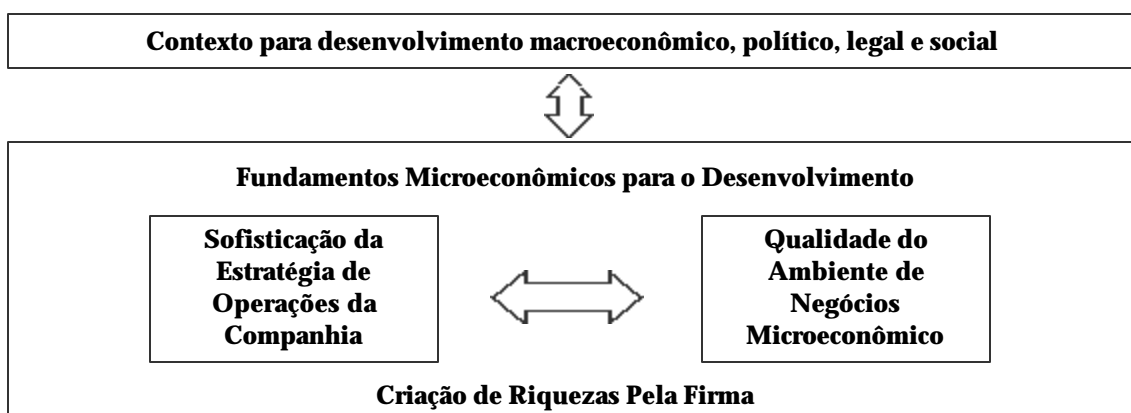 Contexto para desenvolvimento macroeconômico, político, legal e social
Fundamentos Microeconômicos para o Desenvolvimento
Sofisticação da
Estratégia de
Operações da
Companhia
Qualidade do
Ambiente de
Negócios
Microeconômico
Criação de Riquezas Pela Firma